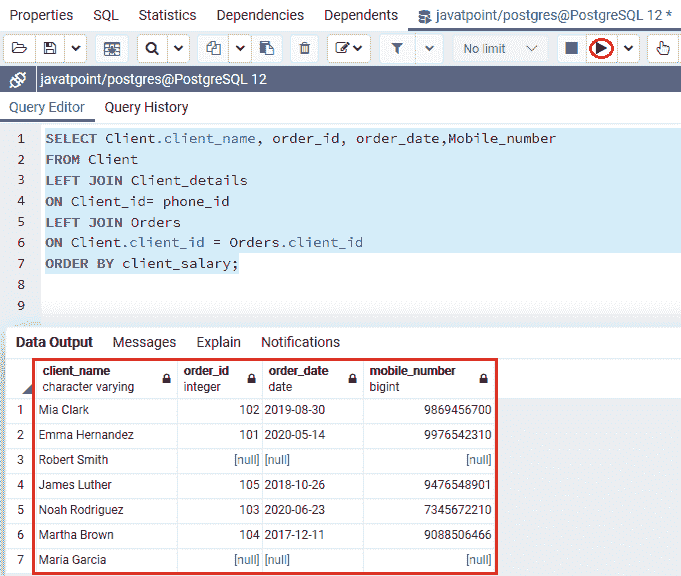 Properties SQL Statistics Dependencies Dependents javatpoint/postgres@PostgreSQL 12 *
No limit
javatpoint/postgres@PostgreSQL 12
Query Editor Query History
1 SELECT Client.client_name, order_id, order_date,Mobile_number
2 FROM Client
3 LEFT JOIN Client_details
4 ON Client_id= phone_id
5 LEFT JOIN Orders
6 ON Client.client_id = Orders.client_id
7 ORDER BY client_salary;
8
9
Data Output Messages Explain Notifications
client_name order_id order_date mobile_number
character varying integer date bigint
1 Mia Clark 102 2019-08-30 9869456700
2 Emma Hernandez 101 2020-05-14 9976542310
3 Robert Smith [null] [null] [null]
4 James Luther 105 2018-10-26 9476548901
5 Noah Rodriguez 103 2020-06-23 7345672210
6 Martha Brown 104 2017-12-11 9088506466
7 Maria Garcia [null] [null] [null]